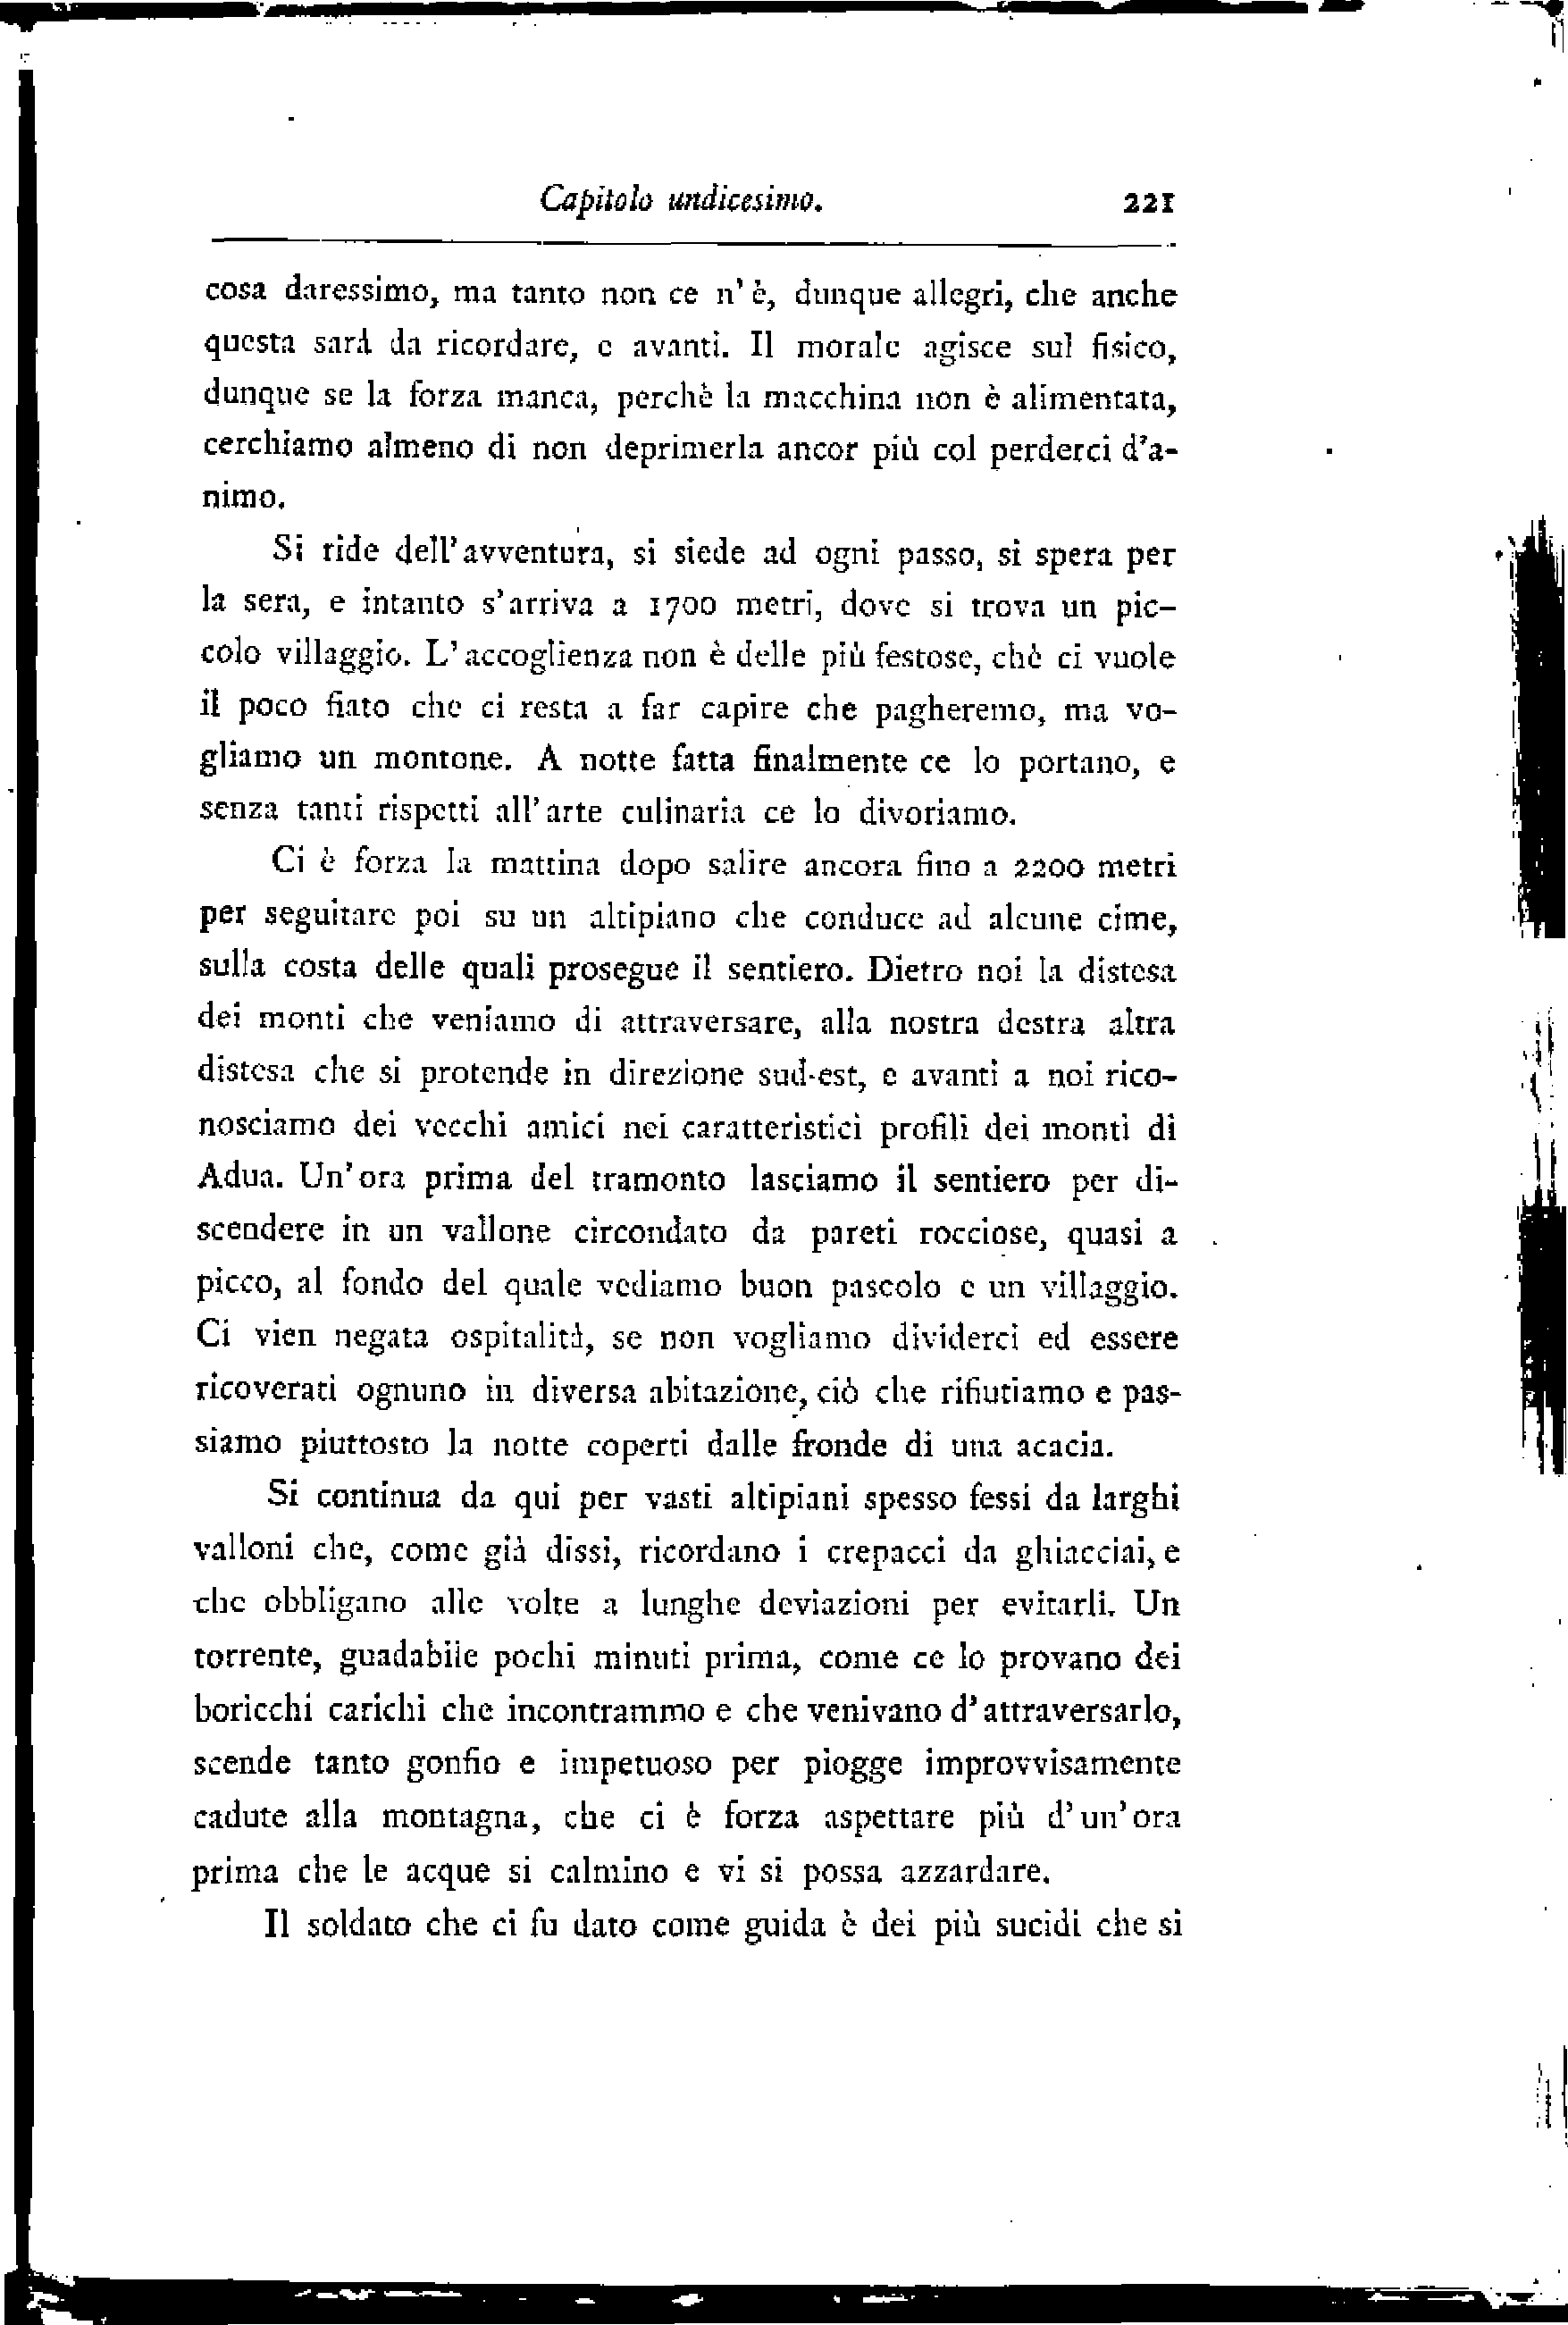 Capitolo undicesimo. 221
cosa daressimo, ma tanto non ce n'è, dunque allegri, che anche
questa sarà da ricordare, e avanti. Il morale agisce sul fisico,
dunque se la forza manca, perchè la macchina non è alimentata,
cerchiamo almeno di non deprimerla ancor più col perderci d'a-
nimo.
Si ride dell'avventura, si siede ad ogni passo, si spera per
la sera, e intanto s'arriva a 1700 metri, dove si trova un pic-
colo villaggio. L'accoglienza non è delle più festose, chè ci vuole
il poco fiato che ci resta a far capire che pagheremo, ma vo-
gliamo un montone. A notte fatta finalmente ce lo portano, e
senza tanti rispetti all'arte culinaria ce lo divoriamo.
Ci è forza la mattina dopo salire ancora fino a 2200 metri
per seguitare poi su un altipiano che conduce ad alcune cime,
sulla costa delle quali prosegue il sentiero. Dietro noi la distesa
dei monti che veniamo di attraversare, alla nostra destra altra
distesa che si protende in direzione sud-est, e avanti a noi rico-
nosciamo dei vecchi amici nei caratteristici profili dei monti di
Adua. Un'ora prima del tramonto lasciamo il sentiero per di-
scendere in un vallone circondato da pareti rocciose, quasi a
picco, al fondo del quale vediamo buon pascolo e un villaggio.
Ci vien negata ospitalità, se non vogliamo dividerci ed essere
ricoverati ognuno in diversa abitazione, ciò che rifiutiamo e pas-
siamo piuttosto la notte coperti dalle fronde di una acacia.
Si continua da qui per vasti altipiani spesso fessi da larghi
valloni che, come già dissi, ricordano i crepacci da ghiacciai, e
che obbligano alle volte a lunghe deviazioni per evitarli. Un
torrente, guadabile pochi minuti prima, come ce lo provano dei
boricchi carichi che incontrammo e che venivano d'attraversarlo,
scende tanto gonfio e impetuoso per piogge improvvisamente
cadute alla montagna, che ci è forza aspettare più d'un'ora
prima che le acque si calmino e vi si possa azzardare.
Il soldato che ci fu dato come guida è dei più sucidi che si